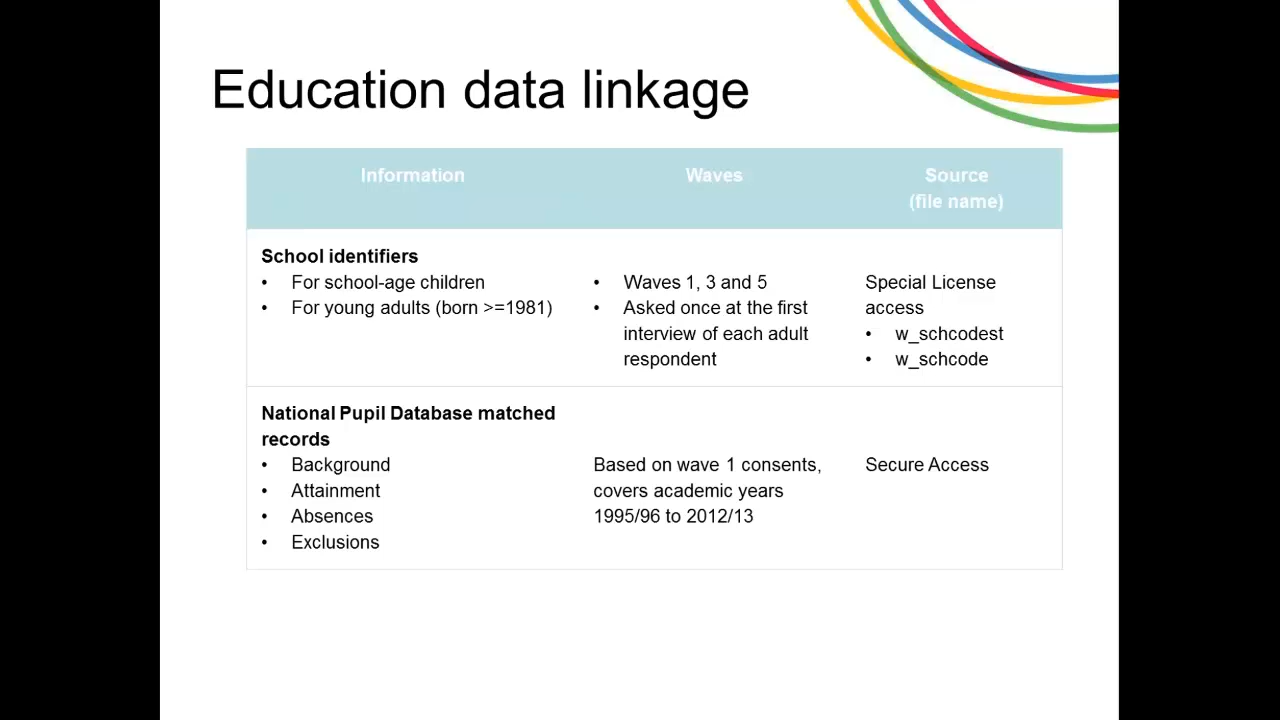 Education data linkage
Information
Waves
Source
(file name)
School identifiers
• For school-age children
• For young adults (born >=1981)
• Waves 1, 3 and 5
• Asked once at the first
interview of each adult
respondent
Special License
access
• w_schcodest
• w_schcode
National Pupil Database matched
records
• Background
• Attainment
• Absences
• Exclusions
Based on wave 1 consents,
covers academic years
1995/96 to 2012/13
Secure Access